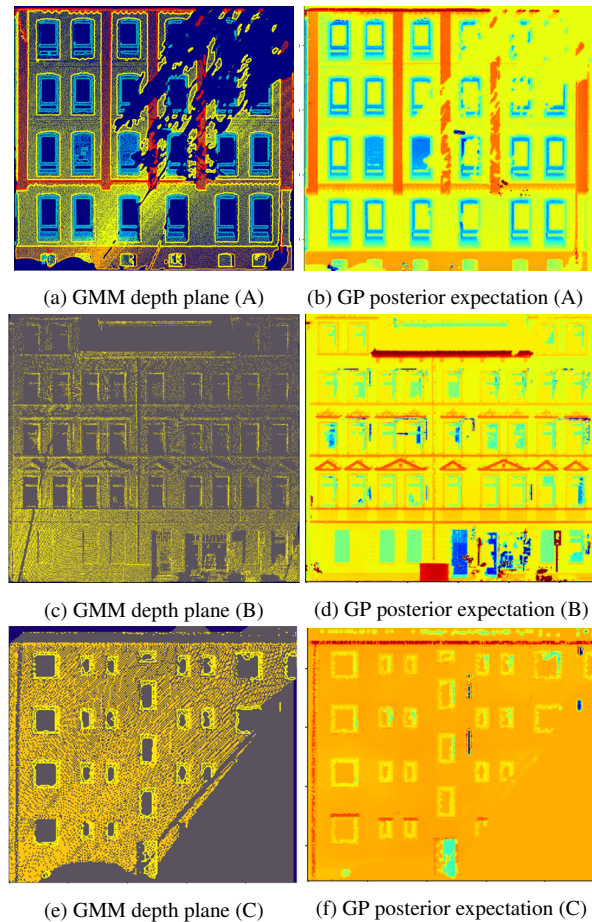 (a) GMM depth plane (A) (b) GP posterior expectation (A)
(c) GMM depth plane (B) (d) GP posterior expectation (B)
(e) GMM depth plane (C) (f) GP posterior expectation (C)